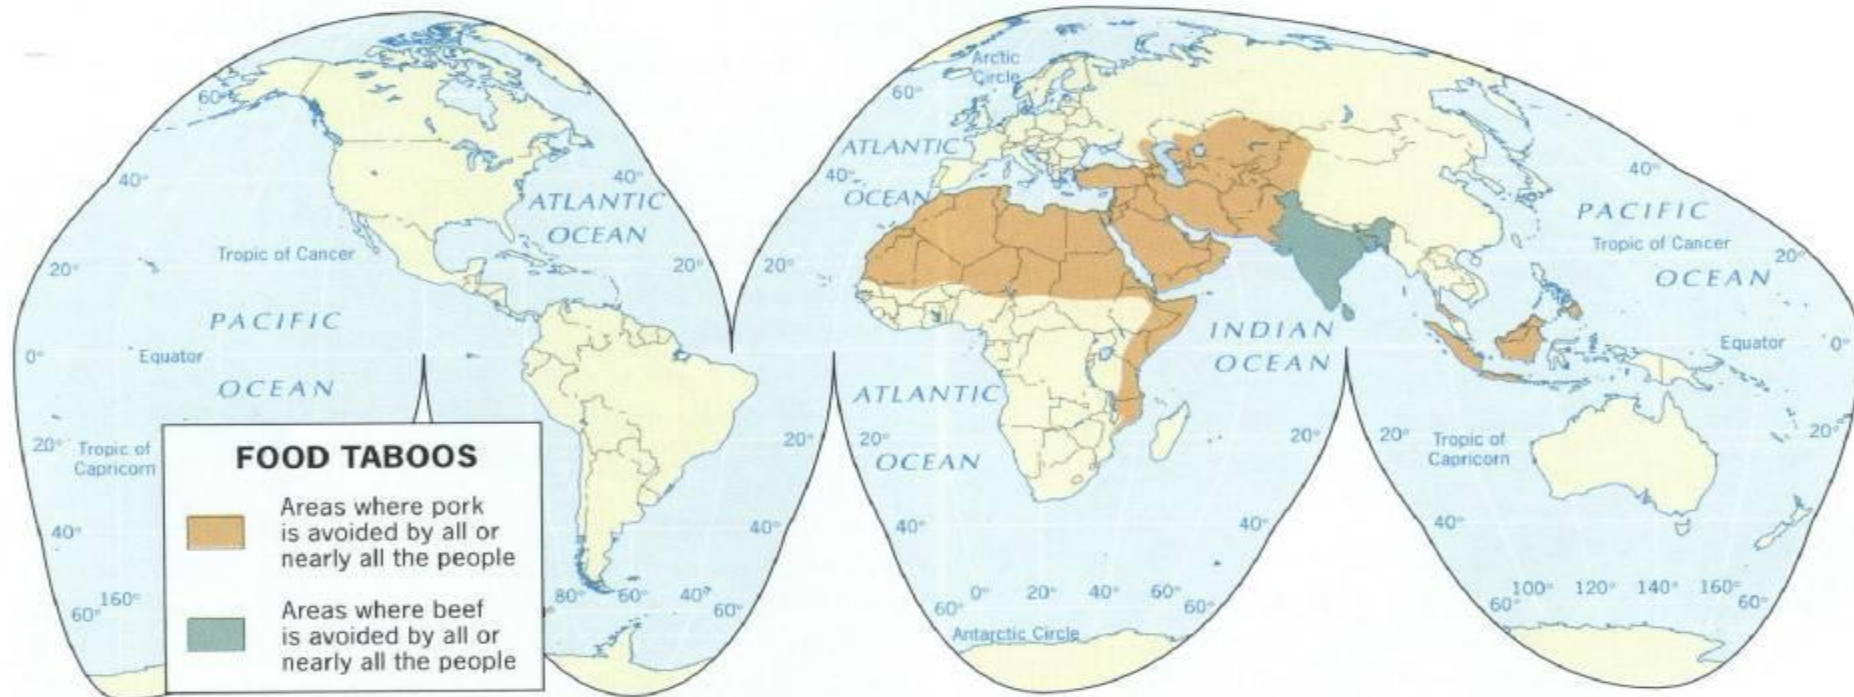 Arctic
Circle
60°
60°
ATLANTIC
OCEAN
40°
40°
40°
40°
ATLANTIC
OCEAN
PACIFIC
OCEAN
Tropic of Cancer
Tropic of Cancer
20°
20°
20°
20°
PACIFIC
OCEAN
INDIAN
OCEAN
0°
Equator
Equator
0°
ATLANTIC
OCEAN
20°
Tropic of
Capricorn
20°
20°
20°
20°
Tropic of
Capricorn
20°
FOOD TABOOS
Areas where pork
is avoided by all or
nearly all the people
Areas where beef
is avoided by all or
nearly all the people
40°
40°
40°
40°
40°
60°
160°
80°
60°
40°
60°
60°
0°
20°
40°
60°
60°
60°
100°
120°
140°
160°
60°
Antarctic Circle